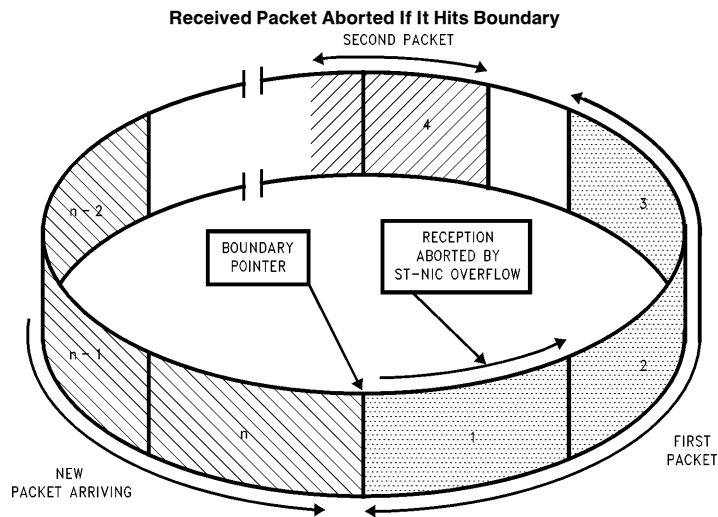 Received Packet Aborted If It Hits Boundary
SECOND PACKET
4
n - 2
3
BOUNDARY
POINTER
RECEPTION
ABORTED BY
ST-NIC OVERFLOW
n - 1
2
n
1
NEW
PACKET ARRIVING
FIRST
PACKET